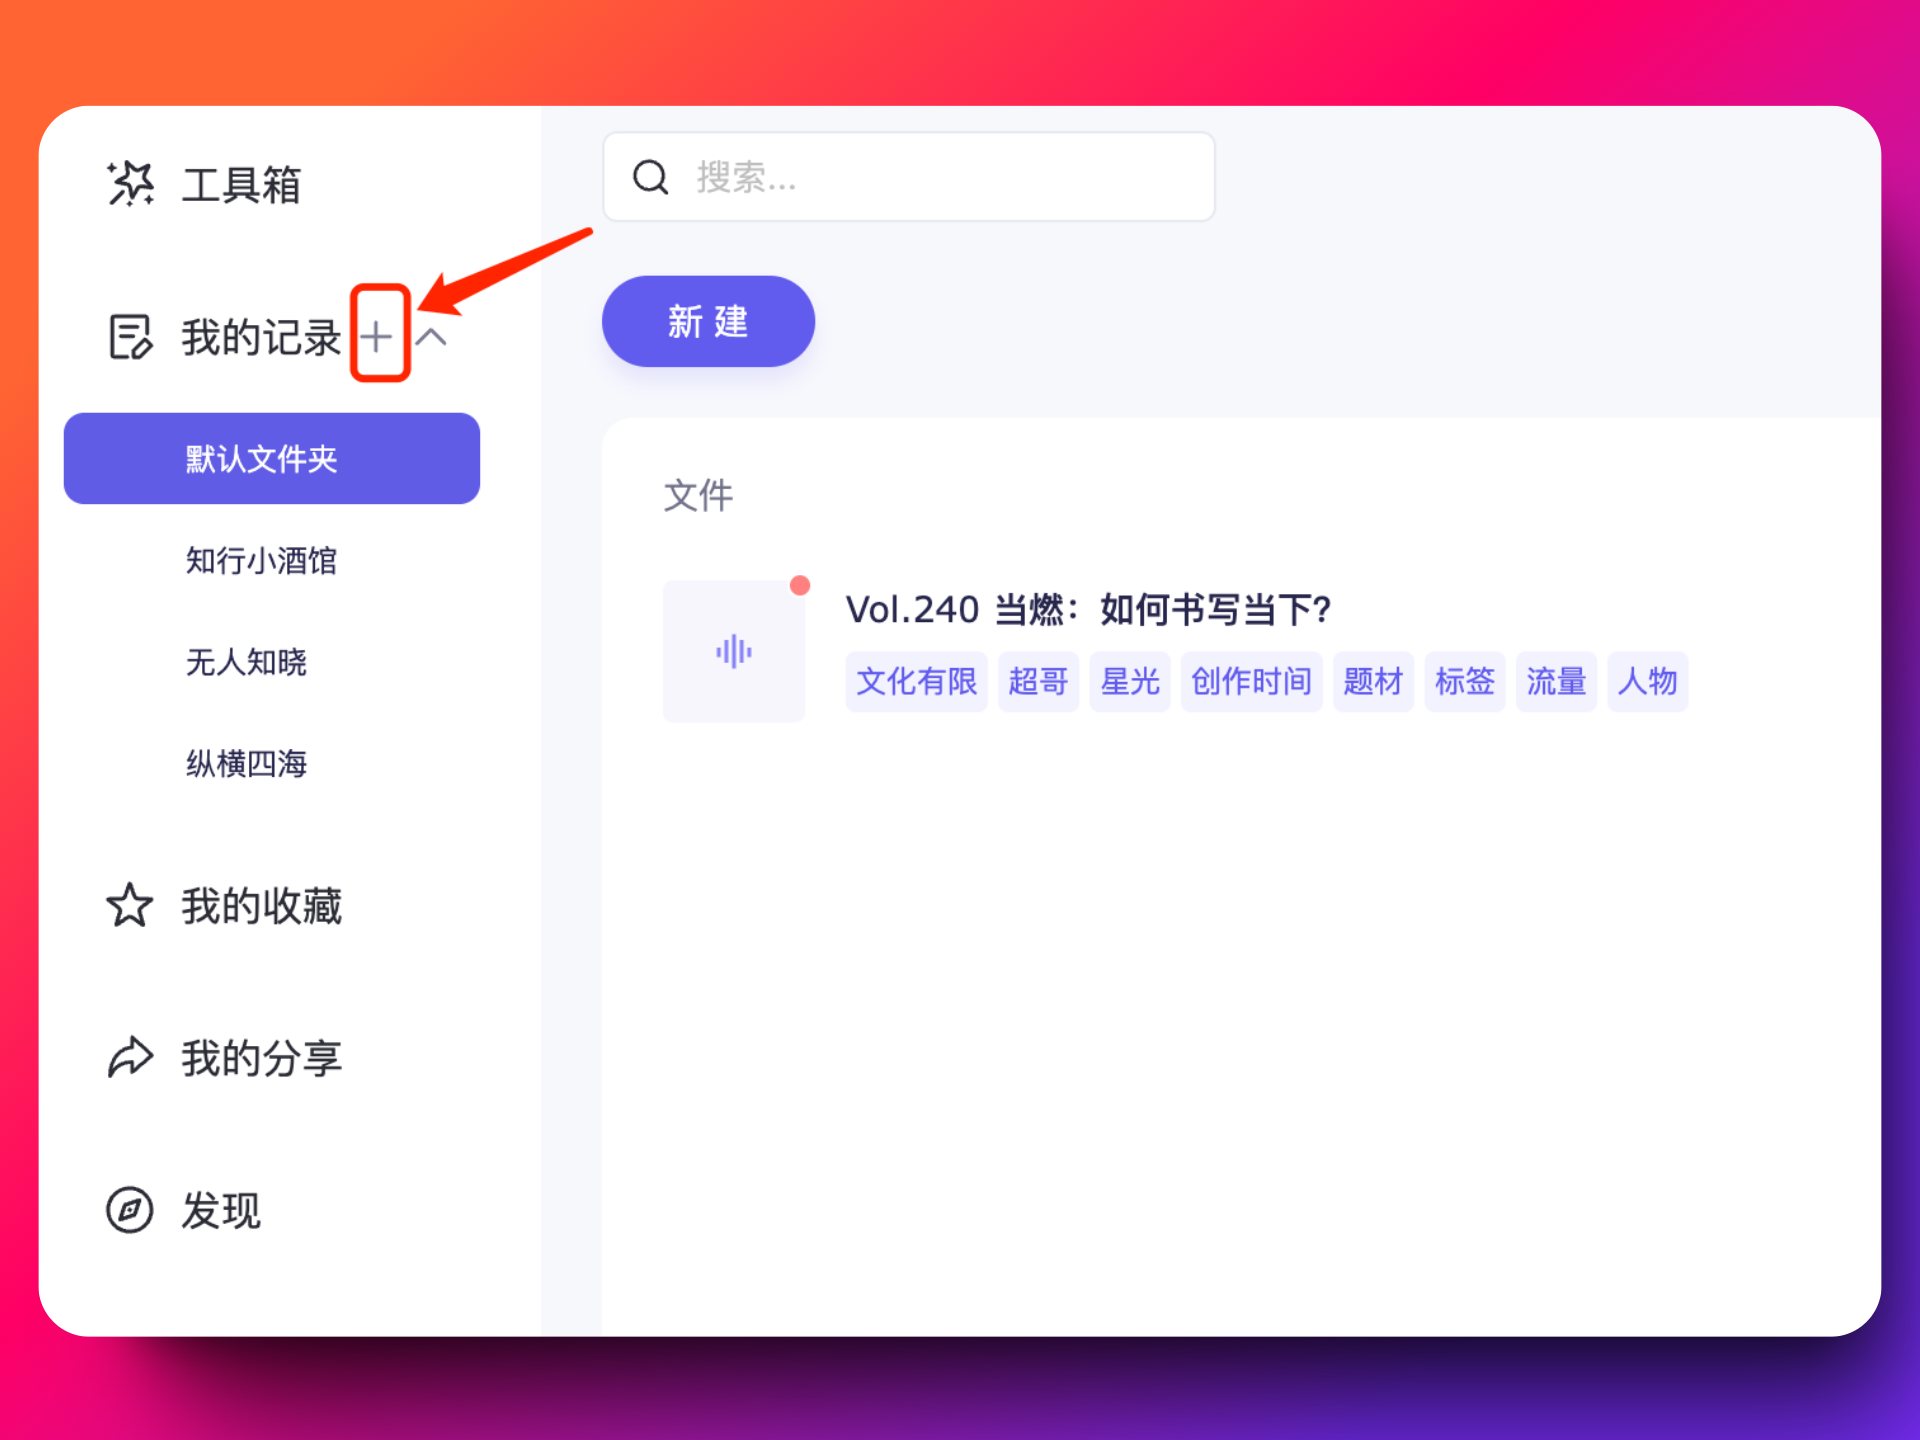 工具箱
我的记录
默认文件夹
知行小酒馆
无人知晓
纵横四海
我的收藏
我的分享
发现
搜索...
新建
文件
Vol.240 当燃：如何书写当下？
文化有限 超哥 星光 创作时间 题材 标签 流量 人物